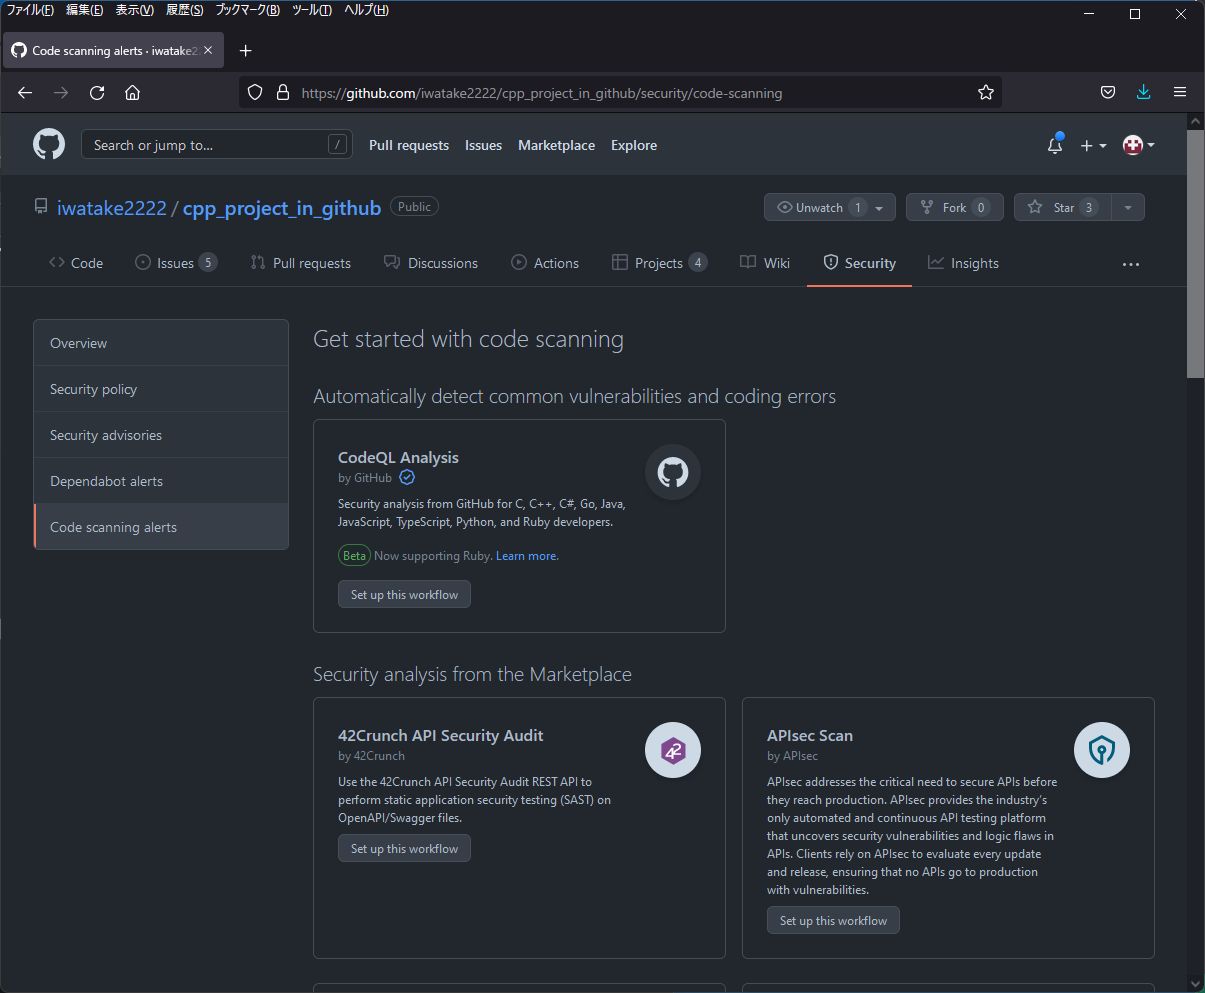 ファイル(F) 編集(E) 表示(V) 履歴(S) ブックマーク(B) ツール(T) ヘルプ(H)
Code scanning alerts · iwatake2
https://github.com/iwatake2222/cpp_project_in_github/security/code-scanning
Search or jump to... / Pull requests Issues Marketplace Explore
iwatake2222 / cpp_project_in_github Public Unwatch 1 Fork 0 Star 3
Code Issues 5 Pull requests Discussions Actions Projects 4 Wiki Security Insights
Overview
Security policy
Security advisories
Dependabot alerts
Code scanning alerts
Get started with code scanning
Automatically detect common vulnerabilities and coding errors
CodeQL Analysis
by GitHub
Security analysis from GitHub for C, C++, C#, Go, Java,
JavaScript, TypeScript, Python, and Ruby developers.
Beta Now supporting Ruby. Learn more.
Set up this workflow
Security analysis from the Marketplace
42Crunch API Security Audit
by 42Crunch
42
Use the 42Crunch API Security Audit REST API to
perform static application security testing (SAST) on
OpenAPI/Swagger files.
Set up this workflow
APIsec Scan
by APIsec
APIsec addresses the critical need to secure APIs before
they reach production. APIsec provides the industry's
only automated and continuous API testing platform
that uncovers security vulnerabilities and logic flaws in
APIs. Clients rely on APIsec to evaluate every update
and release, ensuring that no APIs go to production
with vulnerabilities.
Set up this workflow